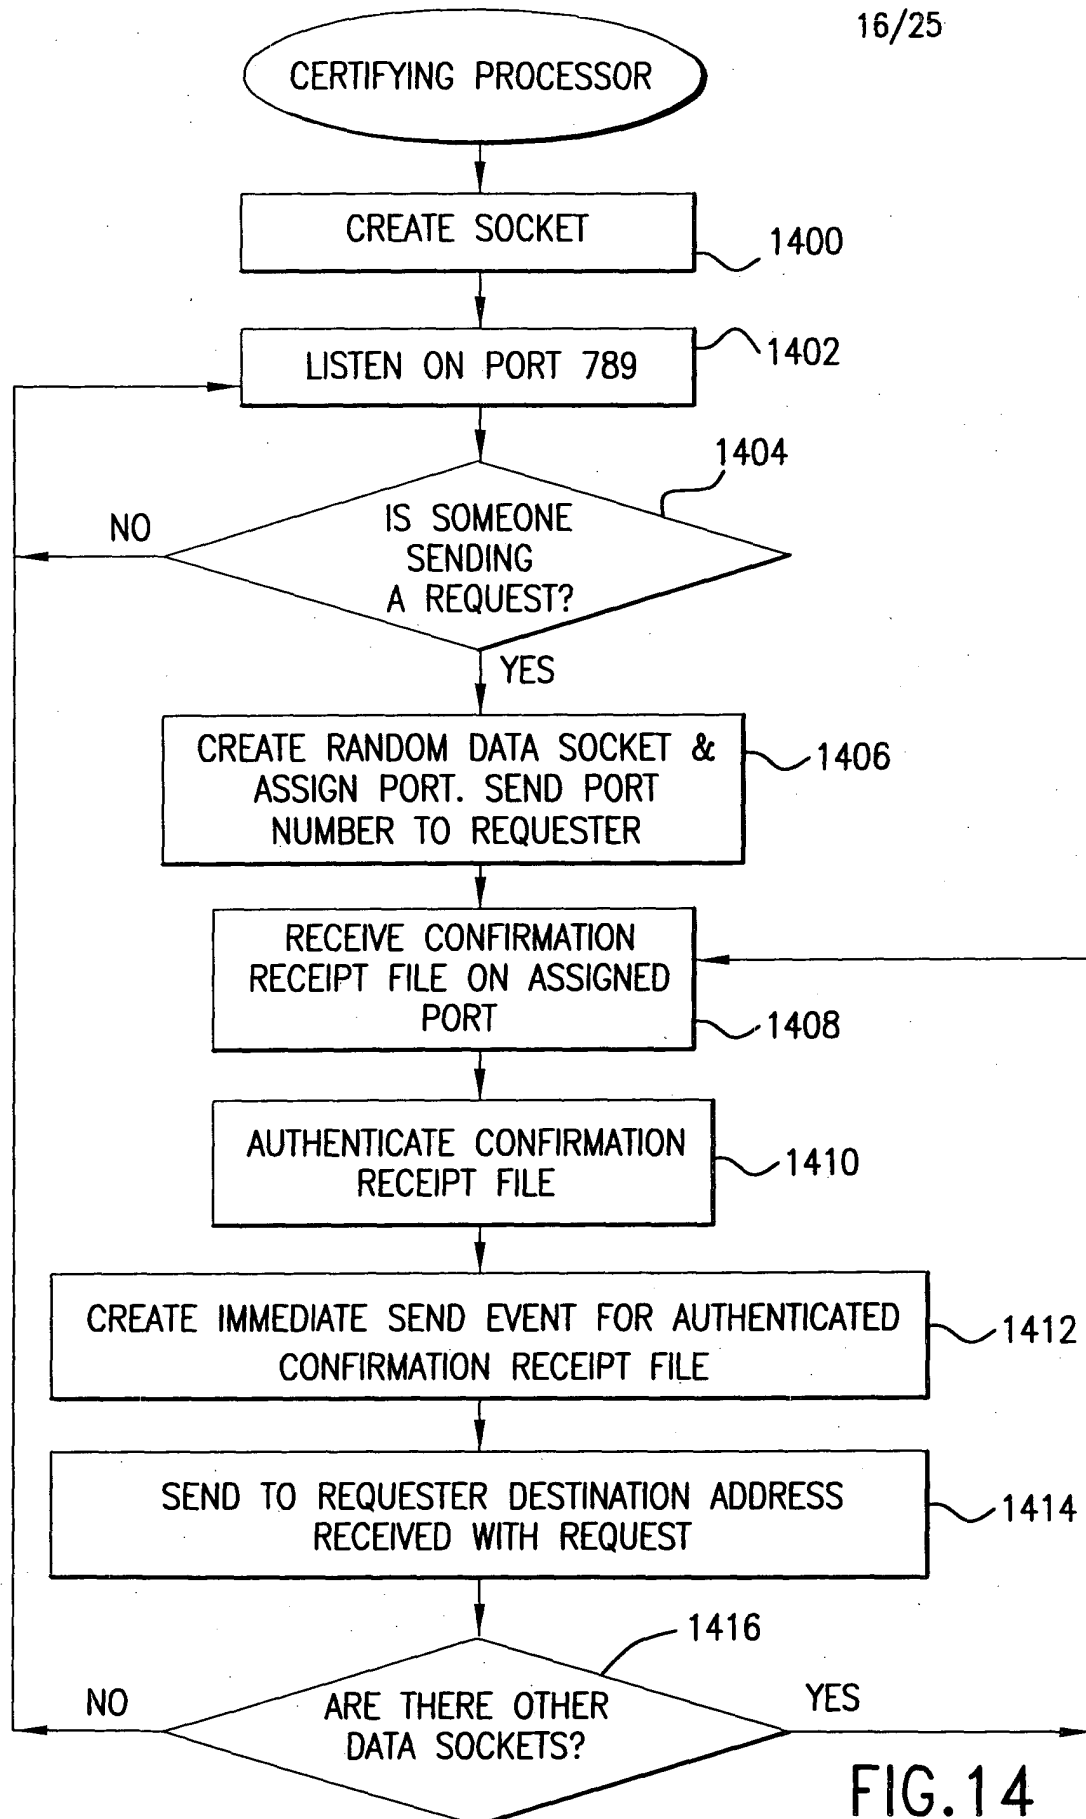 16/25
CERTIFYING PROCESSOR
CREATE SOCKET
1400
LISTEN ON PORT 789
1402
1404
IS SOMEONE
SENDING
A REQUEST?
NO
YES
CREATE RANDOM DATA SOCKET &
ASSIGN PORT. SEND PORT
NUMBER TO REQUESTER
1406
RECEIVE CONFIRMATION
RECEIPT FILE ON ASSIGNED
PORT
1408
AUTHENTICATE CONFIRMATION
RECEIPT FILE
1410
CREATE IMMEDIATE SEND EVENT FOR AUTHENTICATED
CONFIRMATION RECEIPT FILE
1412
SEND TO REQUESTER DESTINATION ADDRESS
RECEIVED WITH REQUEST
1414
1416
NO
ARE THERE OTHER
DATA SOCKETS?
YES
FIG.14